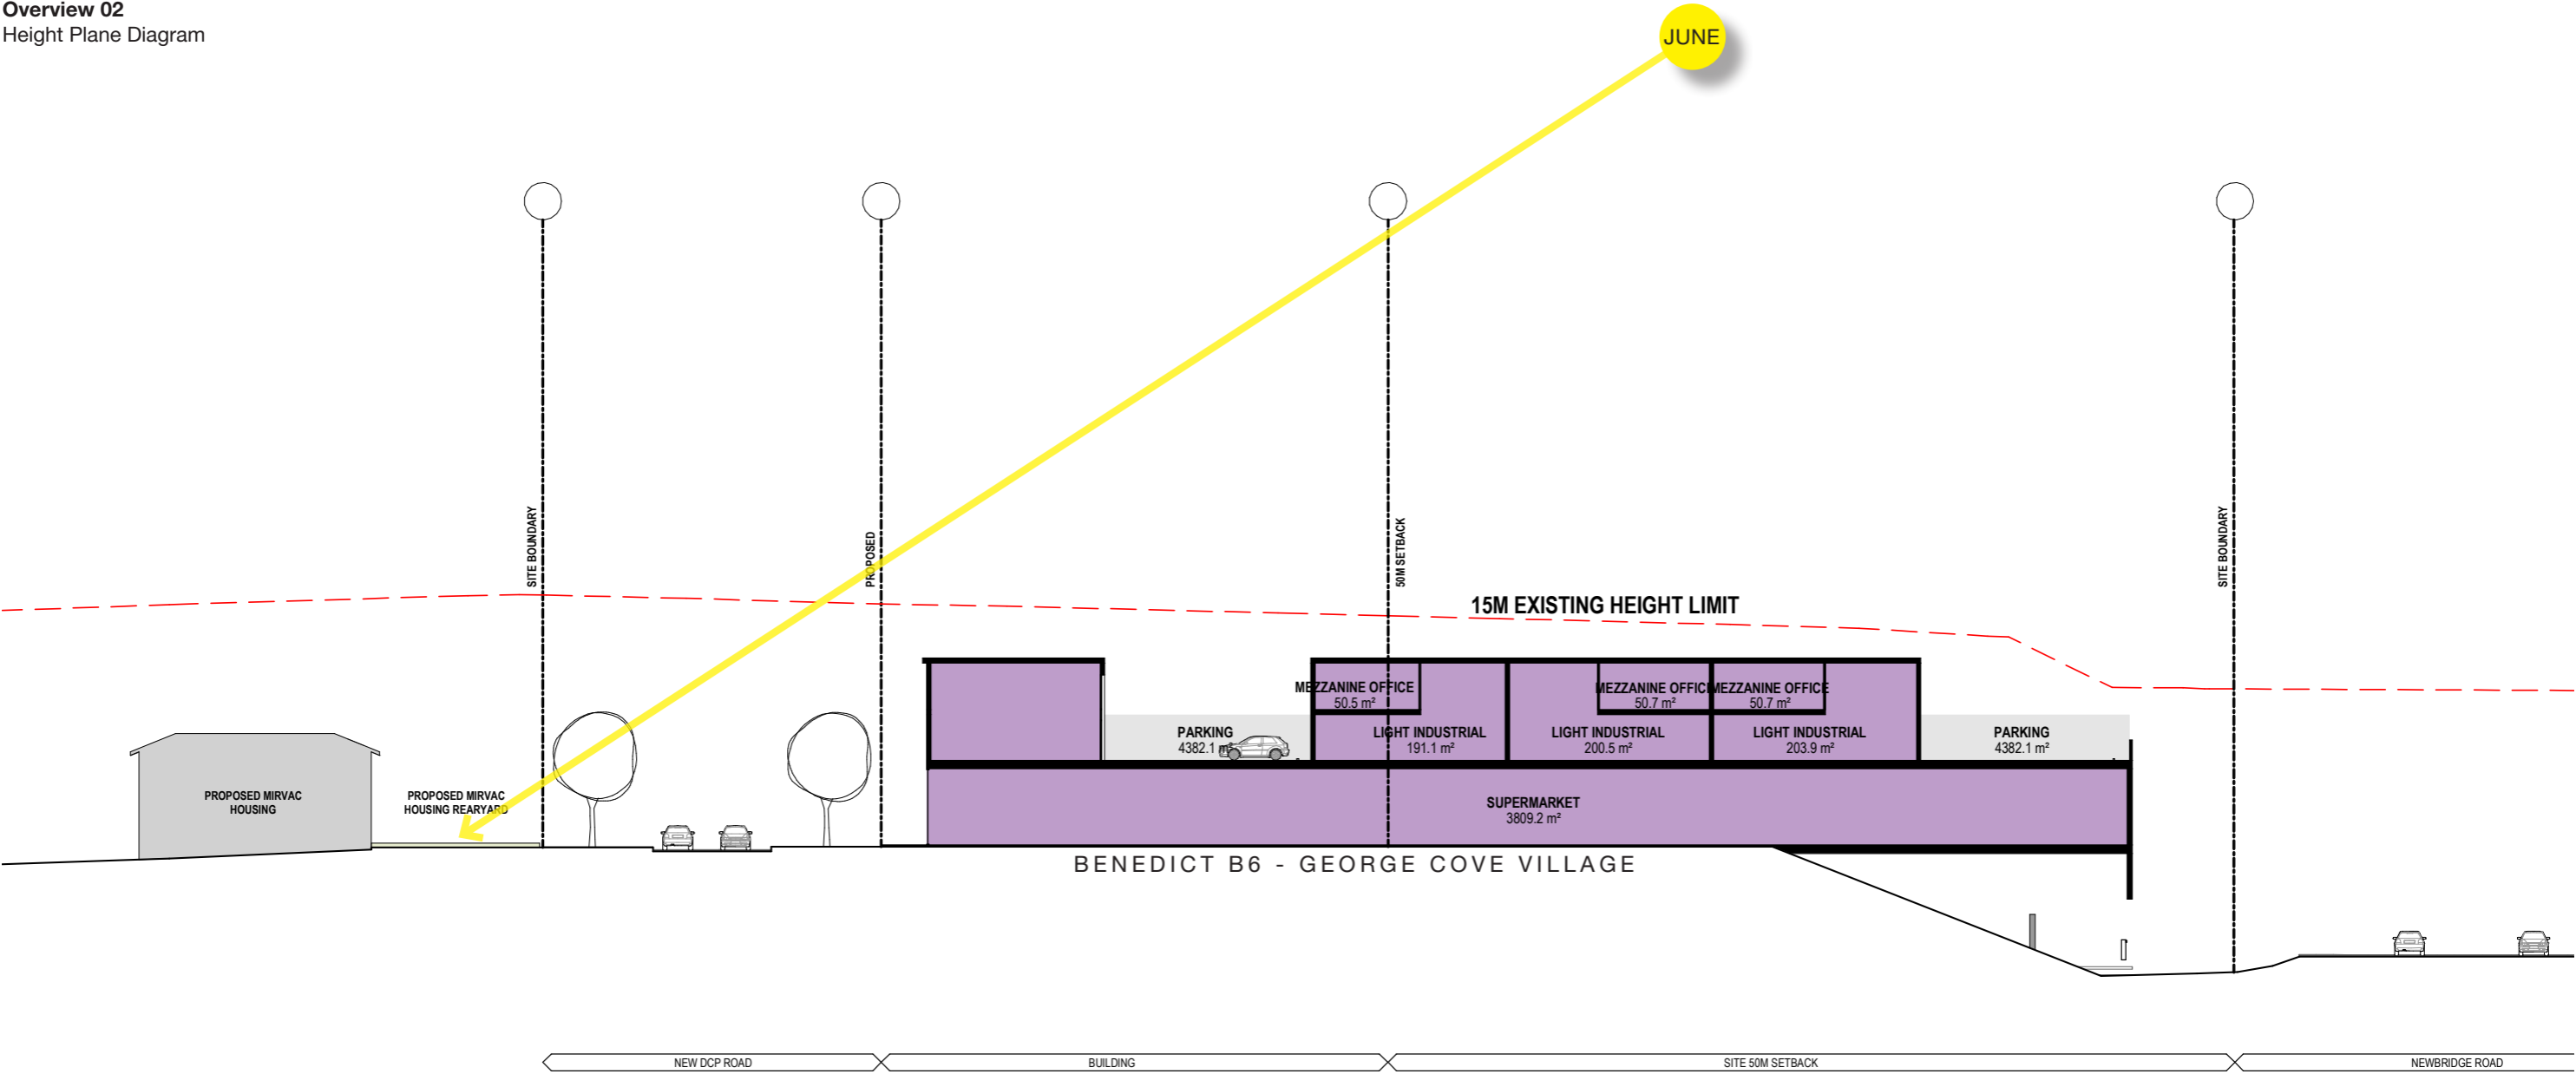 Overview 02
Height Plane Diagram
JUNE
SITE BOUNDARY
PROPOSED
50M SETBACK
SITE BOUNDARY
15M EXISTING HEIGHT LIMIT
MEZZANINE OFFICE
50.5 m²
MEZZANINE OFFICE
50.7 m²
MEZZANINE OFFICE
50.7 m²
PARKING
4382.1 m²
LIGHT INDUSTRIAL
191.1 m²
LIGHT INDUSTRIAL
200.5 m²
LIGHT INDUSTRIAL
203.9 m²
PARKING
4382.1 m²
PROPOSED MIRVAC
HOUSING
PROPOSED MIRVAC
HOUSING REARYARD
SUPERMARKET
3809.2 m²
BENEDICT B6 - GEORGE COVE VILLAGE
NEW DCP ROAD
BUILDING
SITE 50M SETBACK
NEWBRIDGE ROAD